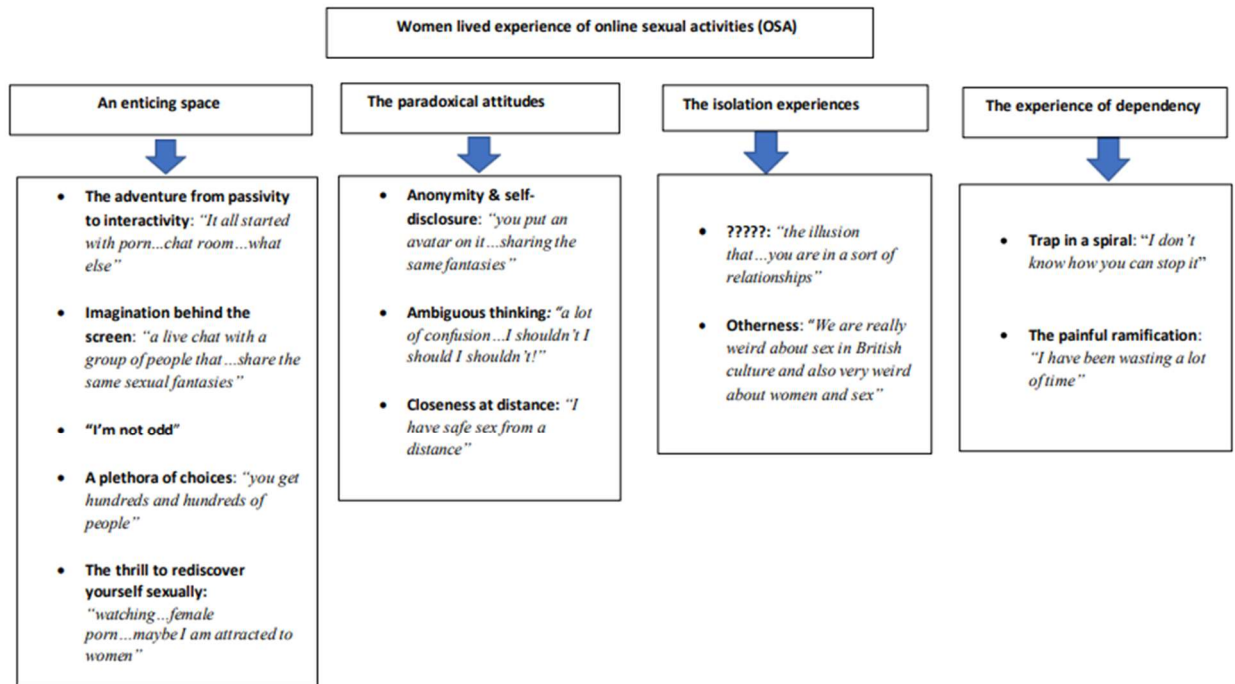 Women lived experience of online sexual activities (OSA)
An enticing space
• The adventure from passivity
to interactivity: “It all started
with porn...chat room...what
else”
• Imagination behind the
screen: “a live chat with a
group of people that...share the
same sexual fantasies”
• “I’m not odd”
• A plethora of choices: “you get
hundreds and hundreds of
people”
• The thrill to rediscover
yourself sexually:
“watching...female
porn...maybe I am attracted to
women”
The paradoxical attitudes
• Anonymity & self-
disclosure: “you put an
avatar on it...sharing the
same fantasies”
• Ambiguous thinking: “a lot
of confusion...I shouldn’t I
should I shouldn’t!”
• Closeness at distance: “I
have safe sex from a
distance”
The isolation experiences
• ?????: “the illusion
that...you are in a sort of
relationships”
• Otherness: “We are really
weird about sex in British
culture and also very weird
about women and sex”
The experience of dependency
• Trap in a spiral: “I don’t
know how you can stop it”
• The painful ramification:
“I have been wasting a lot
of time”